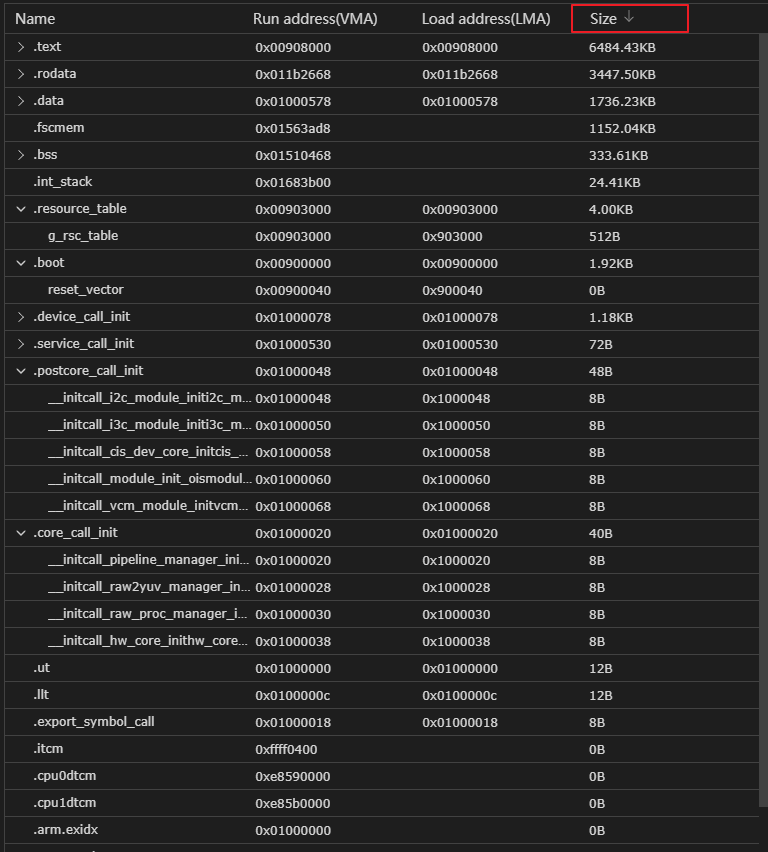 Name Run address(VMA) Load address(LMA) Size ↓
.text 0x00908000 0x00908000 6484.43KB
.rodata 0x011b2668 0x011b2668 3447.50KB
.data 0x01000578 0x01000578 1736.23KB
.fscmem 0x01563ad8 1152.04KB
.bss 0x01510468 333.61KB
.int_stack 0x01683b00 24.41KB
.resource_table 0x00903000 0x00903000 4.00KB
g_rsc_table 0x00903000 0x903000 512B
.boot 0x00900000 0x00900000 1.92KB
reset_vector 0x00900040 0x900040 0B
.device_call_init 0x01000078 0x01000078 1.18KB
.service_call_init 0x01000530 0x01000530 72B
.postcore_call_init 0x01000048 0x01000048 48B
__initcall_i2c_module_initi2c_m... 0x01000048 0x1000048 8B
__initcall_i3c_module_initi3c_m... 0x01000050 0x1000050 8B
__initcall_cis_dev_core_initcis_... 0x01000058 0x1000058 8B
__initcall_module_init_oismodul... 0x01000060 0x1000060 8B
__initcall_vcm_module_initvcm... 0x01000068 0x1000068 8B
.core_call_init 0x01000020 0x01000020 40B
__initcall_pipeline_manager_ini... 0x01000020 0x1000020 8B
__initcall_raw2yuv_manager_in... 0x01000028 0x1000028 8B
__initcall_raw_proc_manager_i... 0x01000030 0x1000030 8B
__initcall_hw_core_inithw_core... 0x01000038 0x1000038 8B
.ut 0x01000000 0x01000000 12B
.llt 0x0100000c 0x0100000c 12B
.export_symbol_call 0x01000018 0x01000018 8B
.itcm 0xffff0400 0B
.cpu0dtcm 0xe8590000 0B
.cpu1dtcm 0xe85b0000 0B
.arm.exidx 0x01000000 0B